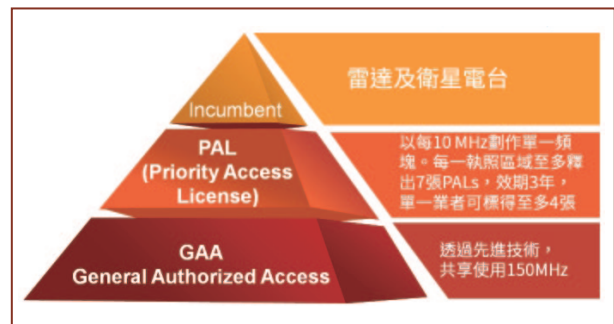 Incumbent
雷達及衛星電台
PAL
(Priority Access
License)
以每10 MHz劃作單一頻
塊。每一執照區域至多釋
出7張PALs，效期3年，
單一業者可標得至多4張
GAA
General Authorized Access
透過先進技術，
共享使用150MHz